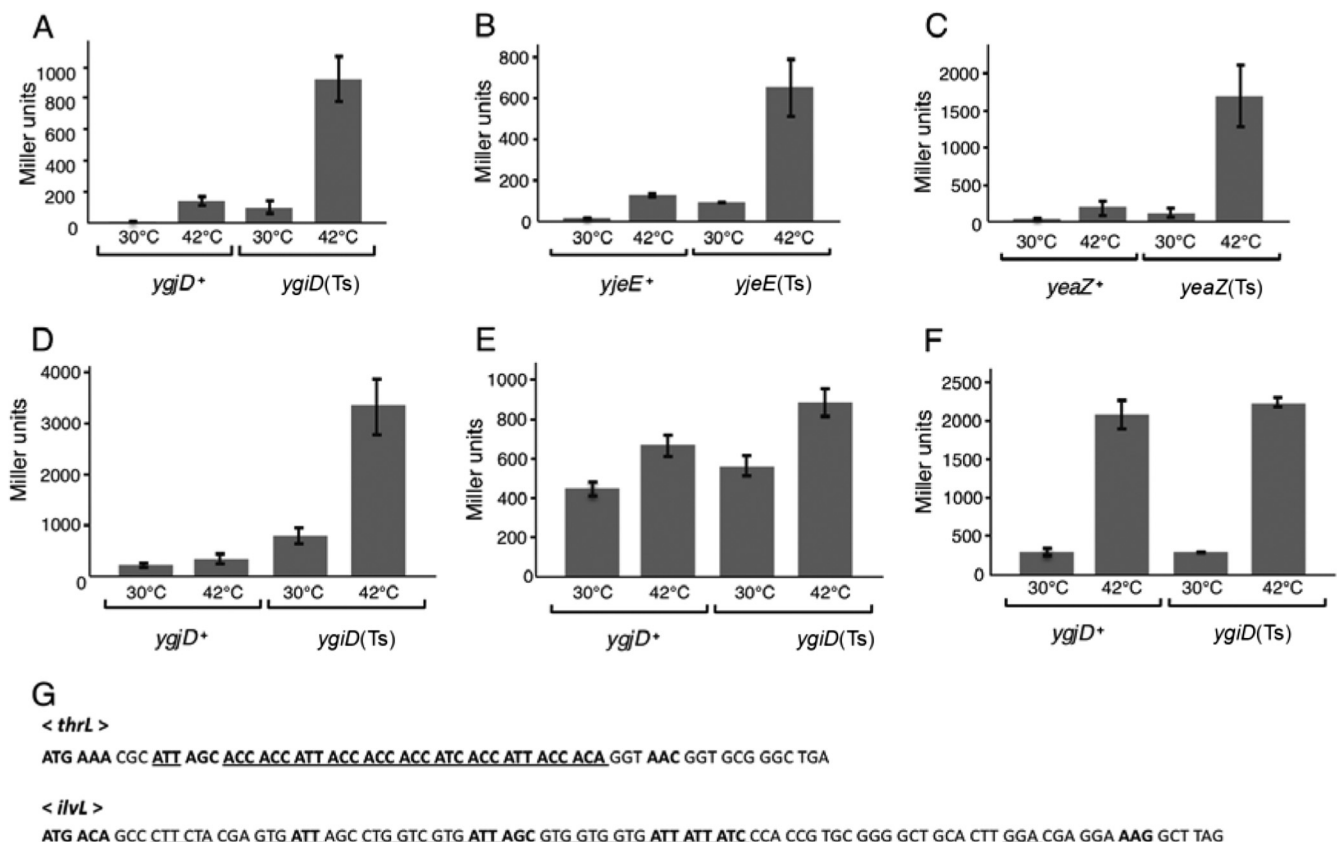 A
Miller units
1000
800
600
400
200
0
30°C 42°C 30°C 42°C
ygjD+ ygiD(Ts)
B
Miller units
800
600
400
200
0
30°C 42°C 30°C 42°C
yjeE+ yjeE(Ts)
C
Miller units
2000
1500
1000
500
0
30°C 42°C 30°C 42°C
yeaZ+ yeaZ(Ts)
D
Miller units
4000
3000
2000
1000
0
30°C 42°C 30°C 42°C
ygjD+ ygiD(Ts)
E
Miller units
1000
800
600
400
200
0
30°C 42°C 30°C 42°C
ygjD+ ygiD(Ts)
F
Miller units
2500
2000
1500
1000
500
0
30°C 42°C 30°C 42°C
ygjD+ ygiD(Ts)
G
< thrL >
ATG AAA CGC ATT AGC ACC ACC ATT ACC ACC ACC ATC ACC ATT ACC ACA GGT AAC GGT GCG GGC TGA
< ilvL >
ATG ACA GCC CTT CTA CGA GTG ATT AGC CTG GTC GTG ATT AGC GTG GTG GTG ATT ATT ATC CCA CCG TGC GGG GCT GCA CTT GGA CGA GGA AAG GCT TAG